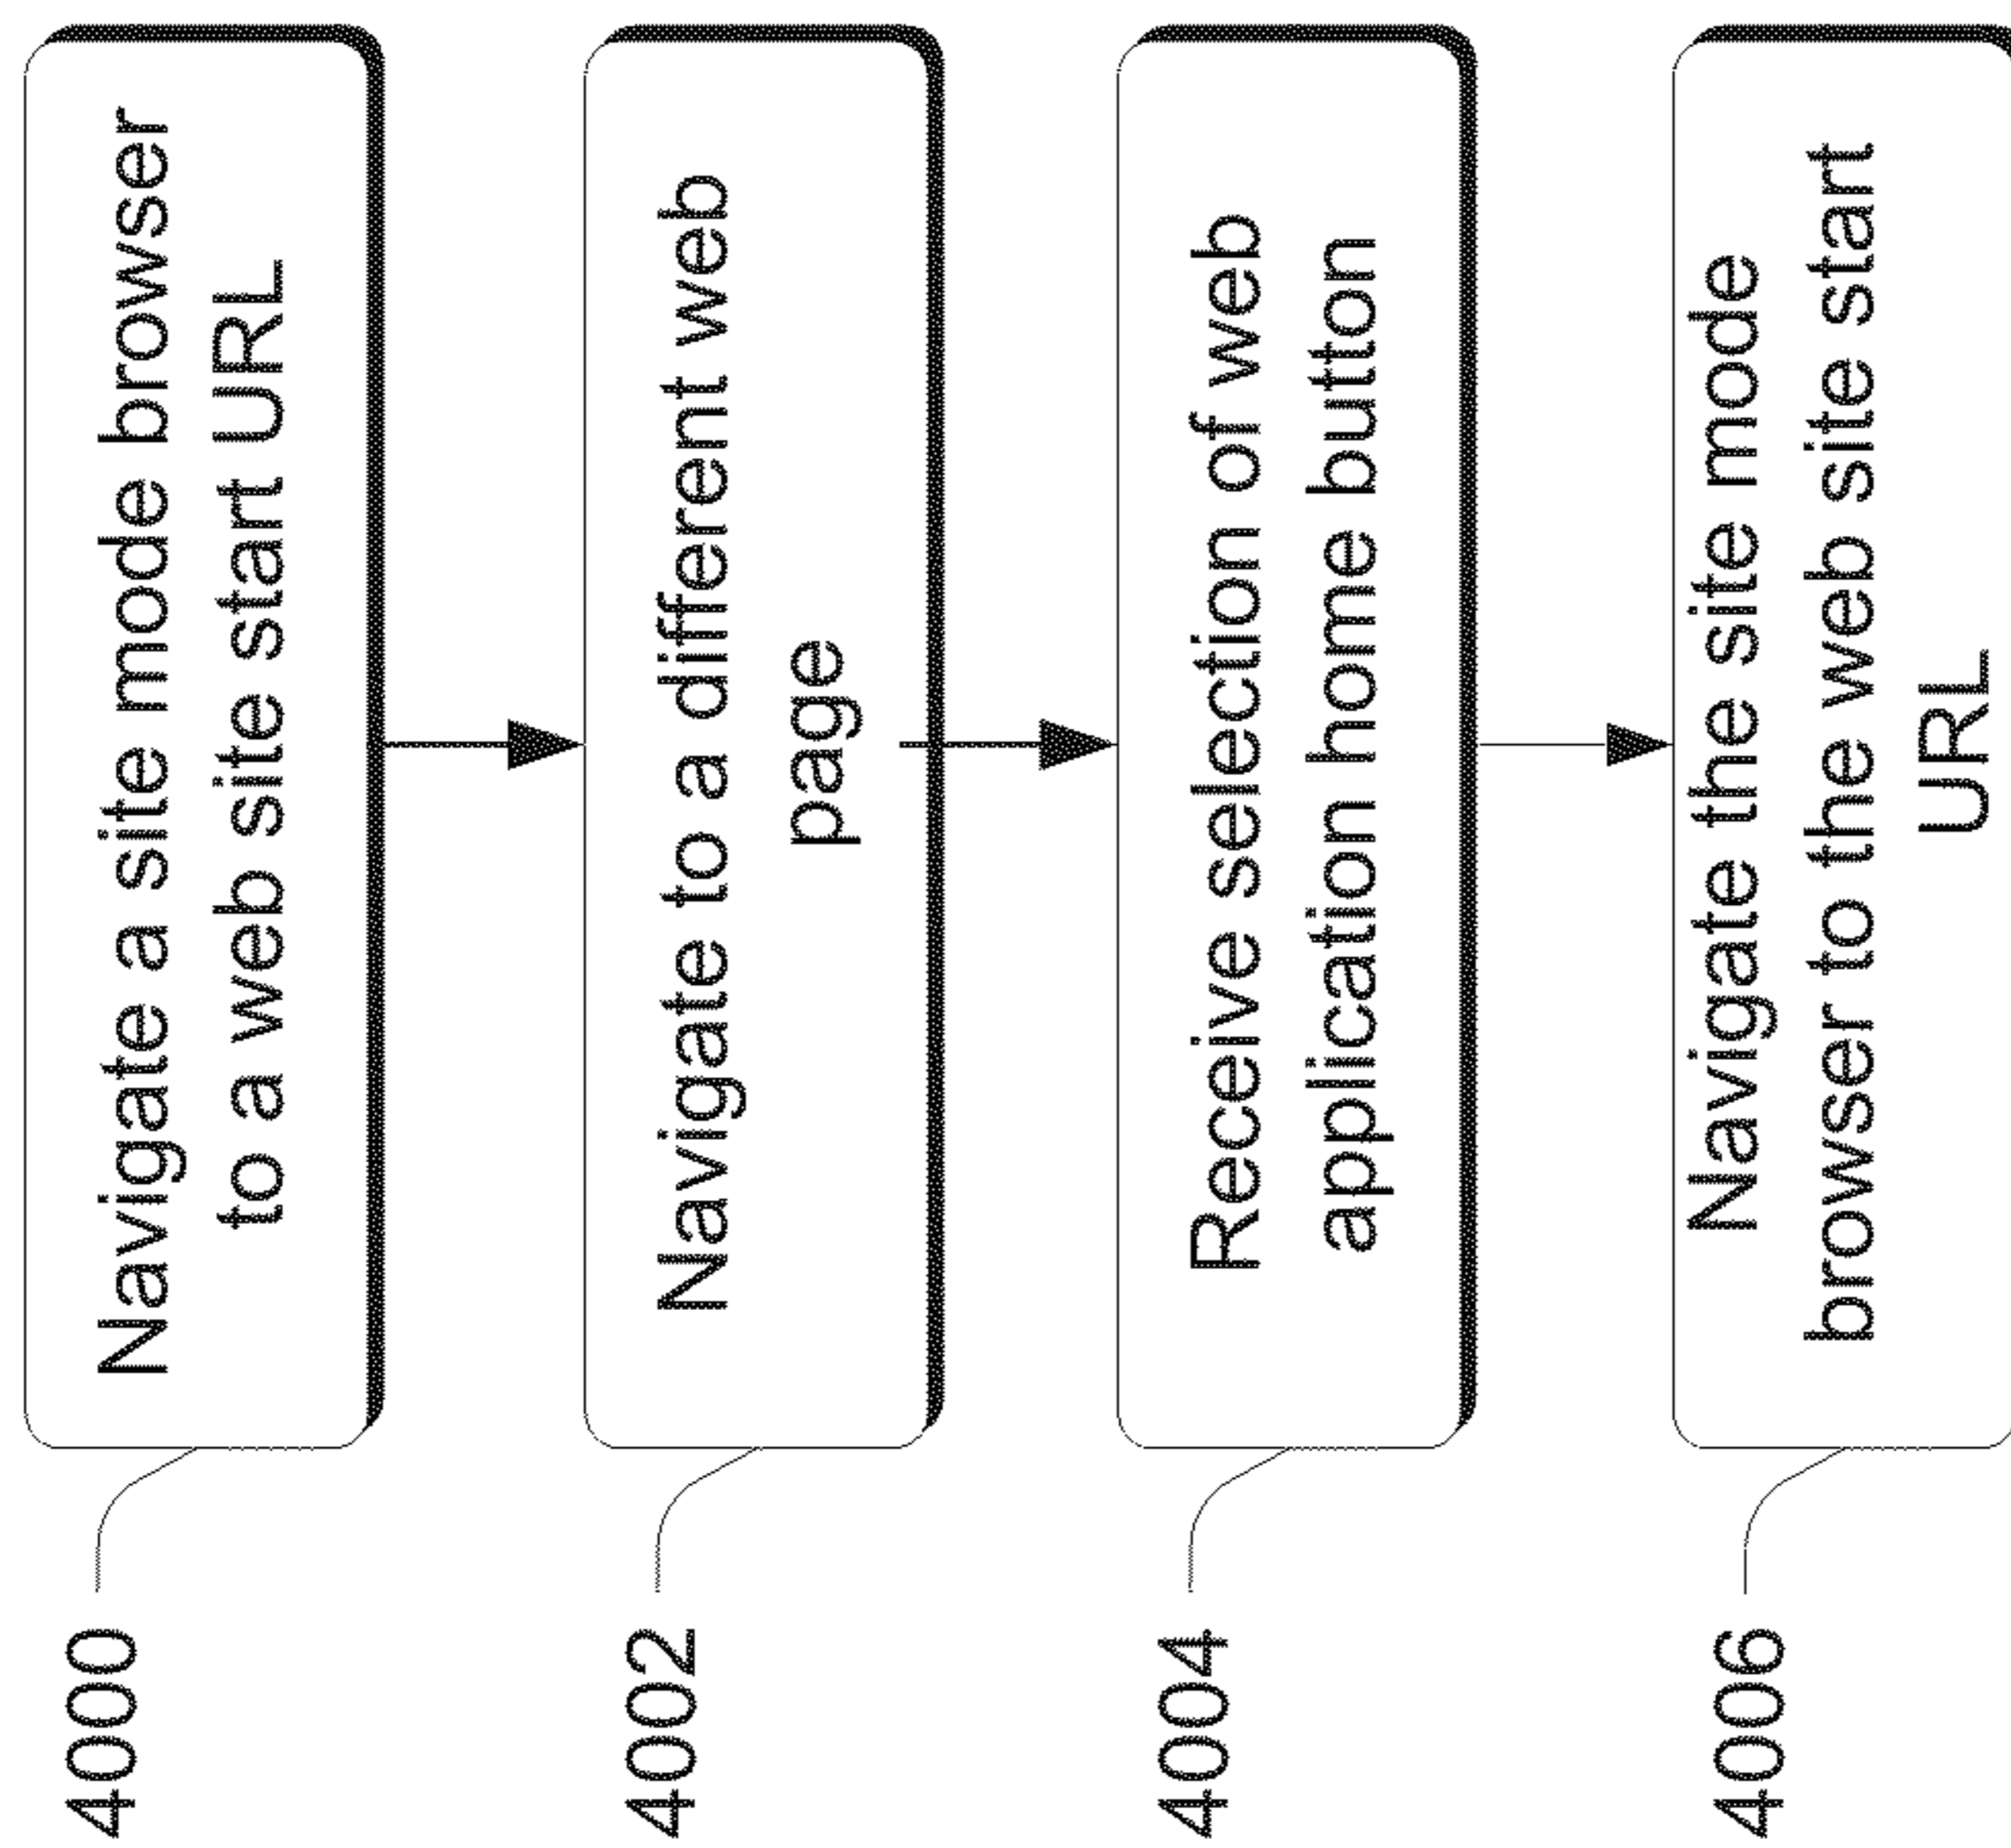 4000
Navigate a site mode browser
to a web site start URL
4002
Navigate to a different web
page
4004
Receive selection of web
application home button
4006
Navigate the site mode
browser to the web site start
URL